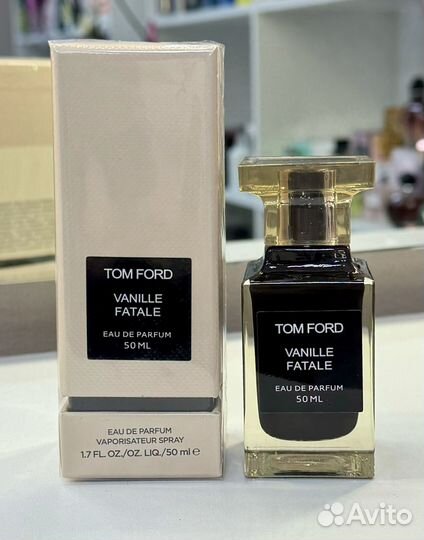 TOM FORD
VANILLE
FATALE
EAU DE PARFUM
50 ML
EAU DE PARFUM
VAPORISATEUR SPRAY
1.7 FL. OZ./OZ. LIQ./50 ml ℮
TOM FORD
VANILLE
FATALE
EAU DE PARFUM
50 ML
Avito